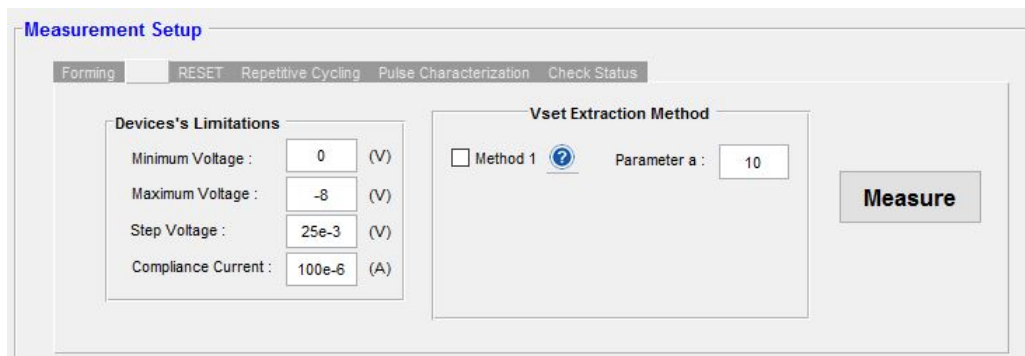 Measurement Setup
Forming RESET Repetitive Cycling Pulse Characterization Check Status
Devices's Limitations
Minimum Voltage : 0 (V)
Maximum Voltage : -8 (V)
Step Voltage : 25e-3 (V)
Compliance Current : 100e-6 (A)
Vset Extraction Method
Method 1 ? Parameter a : 10
Measure